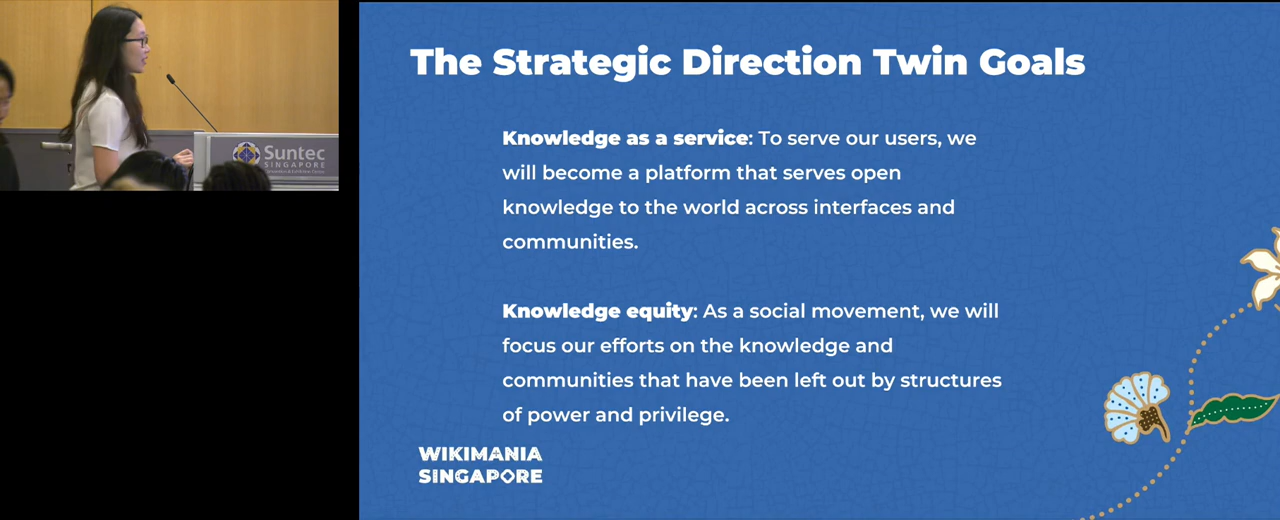 The Strategic Direction Twin Goals
Knowledge as a service: To serve our users, we
will become a platform that serves open
knowledge to the world across interfaces and
communities.
Knowledge equity: As a social movement, we will
focus our efforts on the knowledge and
communities that have been left out by structures
of power and privilege.
WIKIMANIA
SINGAPORE
Suntec
SINGAPORE